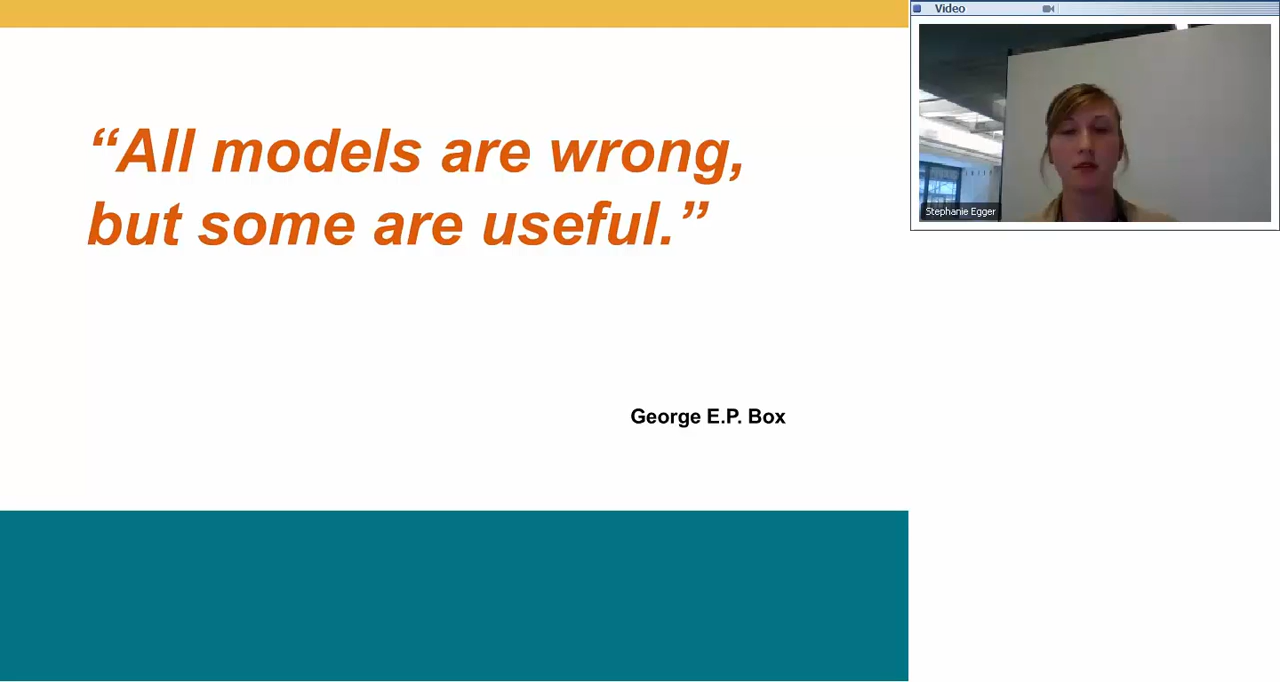 “All models are wrong,
but some are useful.”
George E.P. Box
Video
Stephanie Egger